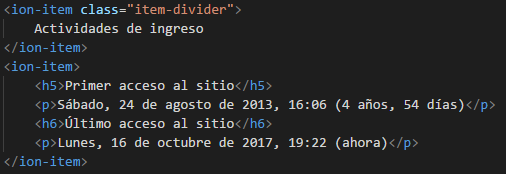 <ion-item class="item-divider">
Actividades de ingreso
</ion-item>
<ion-item>
<h5>Primer acceso al sitio</h5>
<p>Sábado, 24 de agosto de 2013, 16:06 (4 años, 54 días)</p>
<h6>Último acceso al sitio</h6>
<p>Lunes, 16 de octubre de 2017, 19:22 (ahora)</p>
</ion-item>